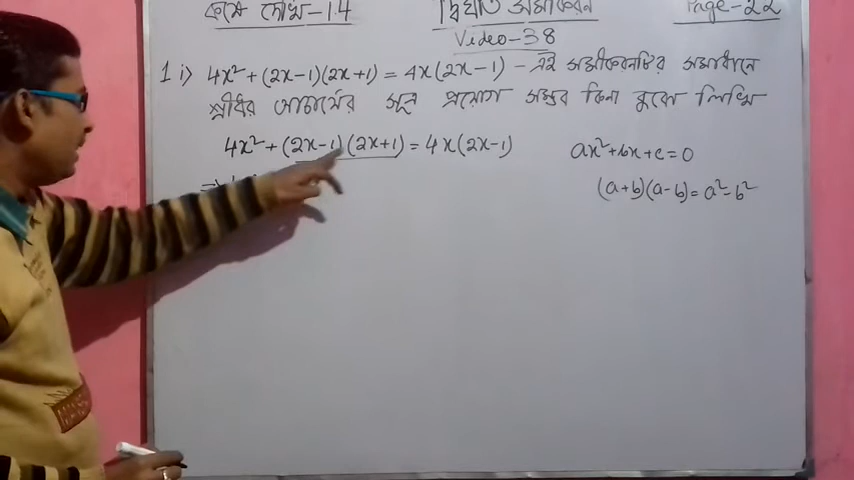 কষে দেখি-1.4 দ্বিঘাত সমীকরণ Page-22
Video-38
1 i) 4x² + (2x-1)(2x+1) = 4x(2x-1) - এই সমীকরণটির সমাধানে
শ্রীধর আচার্যের সূত্র প্রয়োগ সম্ভব কিনা বুঝে লিখি
4x² + (2x-1)(2x+1) = 4x(2x-1) ax²+bx+c=0
(a+b)(a-b)=a²-b²